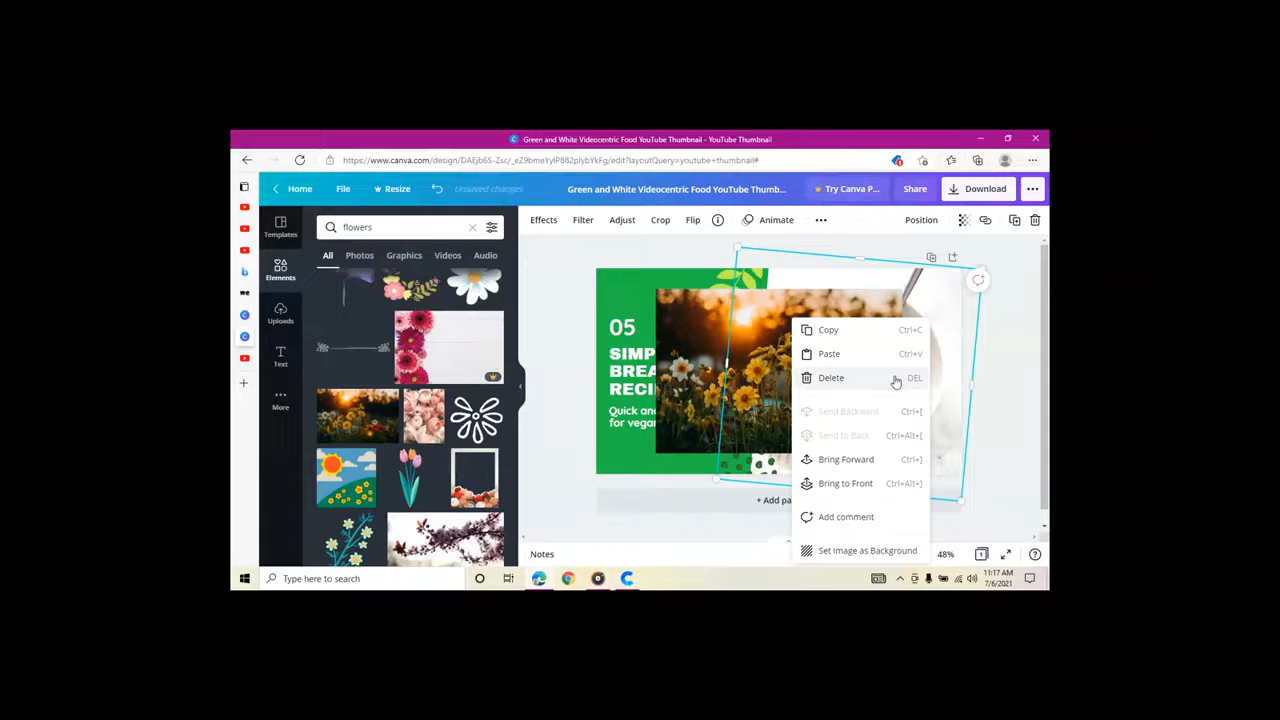 Green and White Videocentric Food YouTube Thumbnail - YouTube Thumbnail
https://www.canva.com/design/DAEjb6S-Zsc/_eZ9bmeYylP882plybYkFg/edit?layoutQuery=youtube+thumbnail#
Home File Resize Unsaved changes Green and White Videocentric Food YouTube Thumb... Try Canva P... Share Download
Templates
Elements
Uploads
Text
More
flowers
All Photos Graphics Videos Audio
Effects Filter Adjust Crop Flip Animate Position
05
SIMP
BREA
RECI
Quick and
for vegan
Copy Ctrl+C
Paste Ctrl+V
Delete DEL
Send Backward Ctrl+[
Send to Back Ctrl+Alt+[
Bring Forward Ctrl+]
Bring to Front Ctrl+Alt+]
Add comment
Set Image as Background
+ Add pa
Notes
48%
1
Type here to search
11:17 AM
7/6/2021